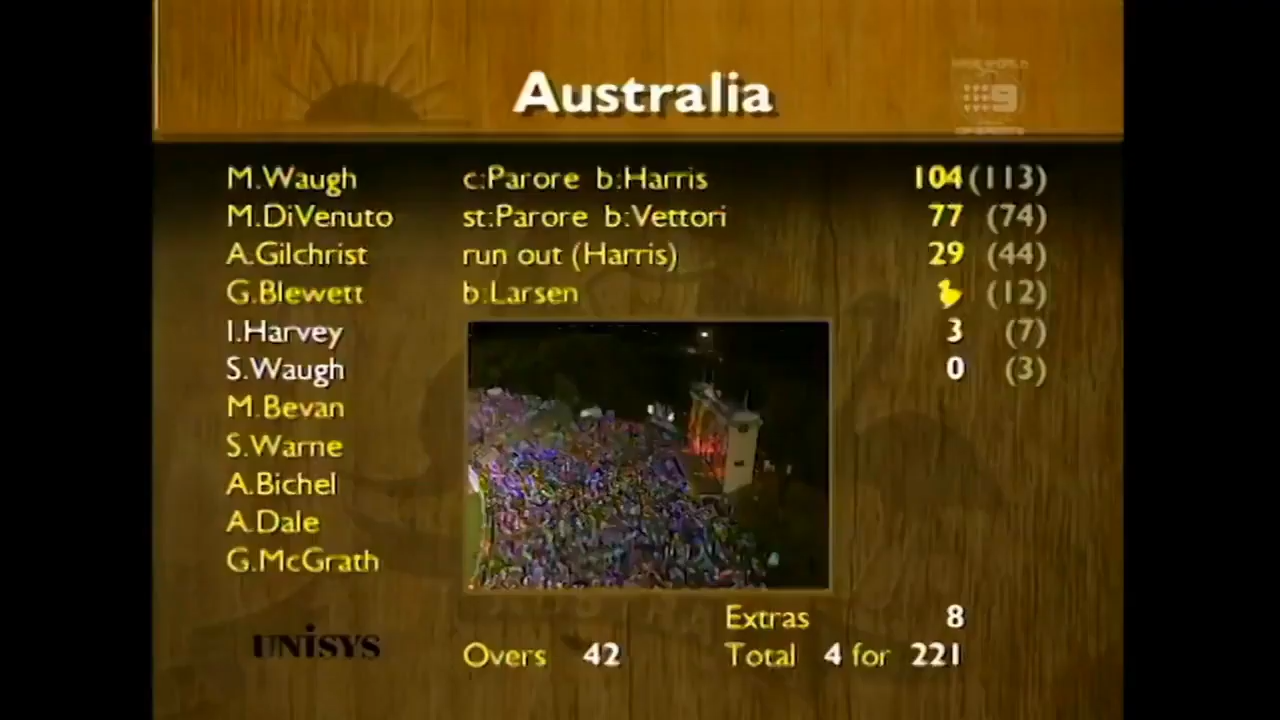 Australia
9
M.Waugh c:Parore b:Harris 104 (113)
M.DiVenuto st:Parore b:Vettori 77 (74)
A.Gilchrist run out (Harris) 29 (44)
G.Blewett b:Larsen (12)
I.Harvey 3 (7)
S.Waugh 0 (3)
M.Bevan
S.Warne
A.Bichel
A.Dale
G.McGrath
Extras 8
UNiSYS
Overs 42 Total 4 for 221